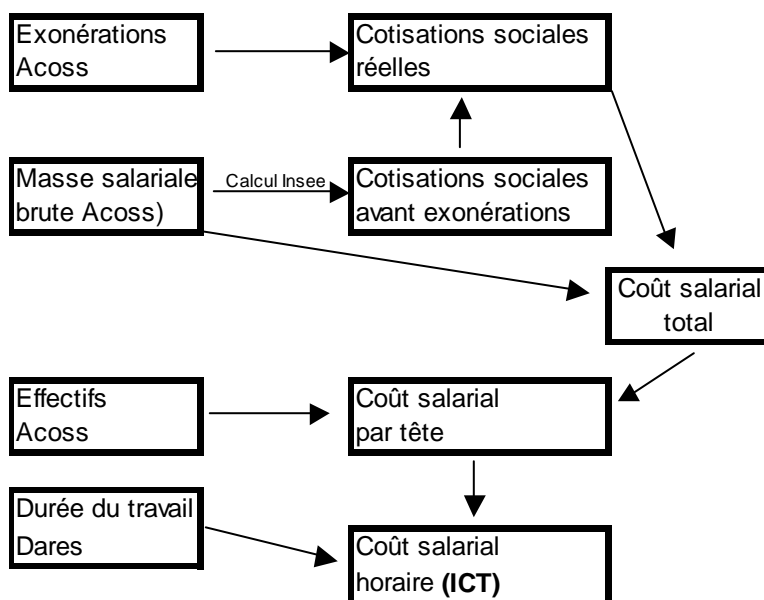 Exonérations
Acoss
Cotisations sociales
réelles
Masse salariale
brute Acoss)
Calcul Insee
Cotisations sociales
avant exonérations
Coût salarial
total
Effectifs
Acoss
Coût salarial
par tête
Durée du travail
Dares
Coût salarial
horaire (ICT)